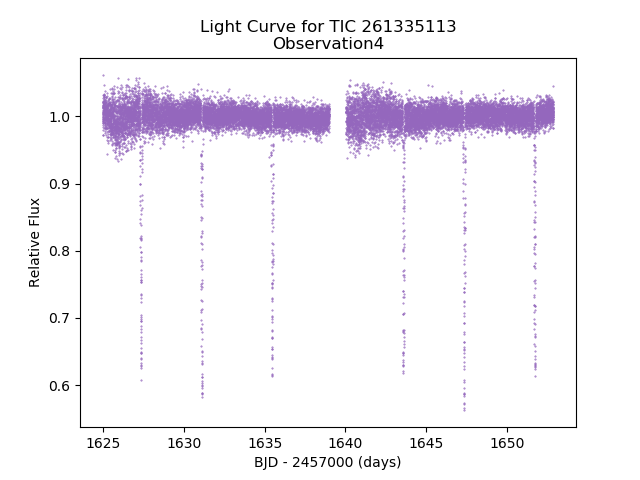 Light Curve for TIC 261335113
Observation4
1.0
0.9
0.8
0.7
0.6
Relative Flux
1625
1630
1635
1640
1645
1650
BJD - 2457000 (days)